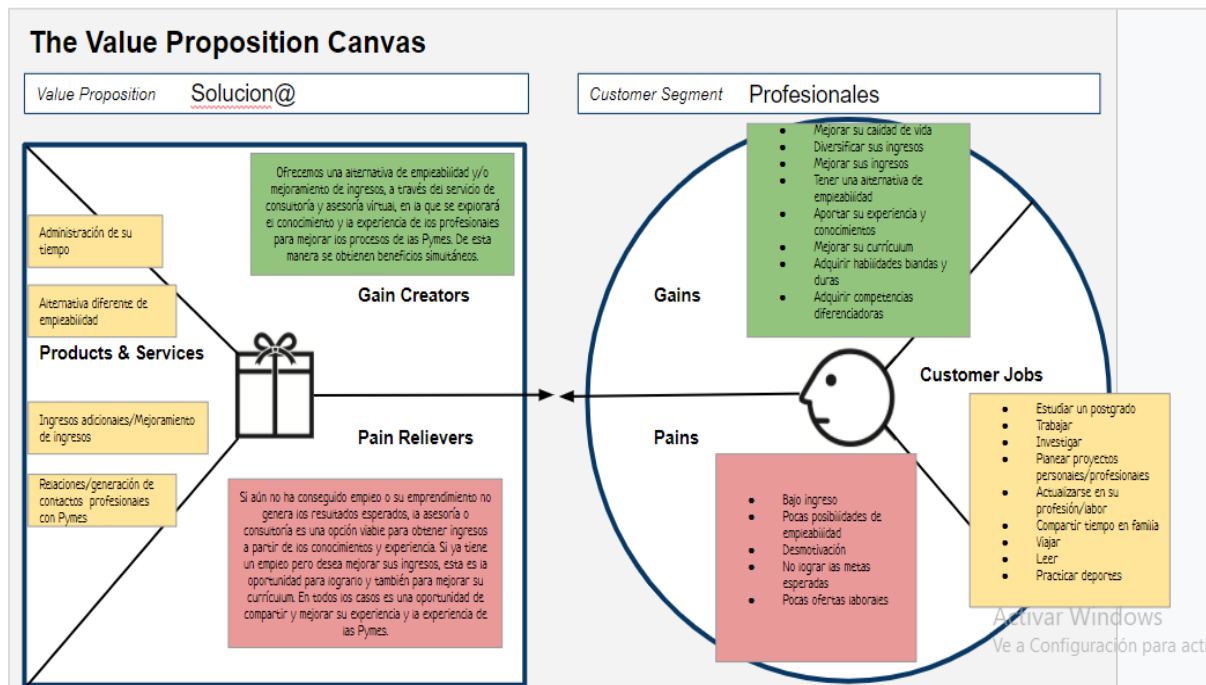 The Value Proposition Canvas
Value Proposition Solucion@
Customer Segment Profesionales
Ofrecemos una alternativa de empleabilidad y/o
mejoramiento de ingresos, a través del servicio de
consultoría y asesoría virtual, en la que se explorará
el conocimiento y la experiencia de los profesionales
para mejorar los procesos de las Pymes. De esta
manera se obtienen beneficios simultáneos.
Gain Creators
Administración de su
tiempo
Alternativa diferente de
empleabilidad
Products & Services
Ingresos adicionales/Mejoramiento
de ingresos
Relaciones/generación de
contactos profesionales
con Pymes
Pain Relievers
Si aún no ha conseguido empleo o su emprendimiento no
genera los resultados esperados, la asesoría o
consultoría es una opción viable para obtener ingresos
a partir de los conocimientos y experiencia. Si ya tiene
un empleo pero desea mejorar sus ingresos, esta es la
oportunidad para lograrlo y también para mejorar su
currículum. En todos los casos es una oportunidad de
compartir y mejorar su experiencia y la experiencia de
las Pymes.
● Mejorar su calidad de vida
● Diversificar sus ingresos
● Mejorar sus ingresos
● Tener una alternativa de
empleabilidad
● Aportar su experiencia y
conocimientos
● Mejorar su currículum
● Adquirir habilidades blandas y
duras
● Adquirir competencias
diferenciadoras
Gains
Customer Jobs
● Estudiar un postgrado
● Trabajar
● Investigar
● Planear proyectos
personales/profesionales
● Actualizarse en su
profesión/labor
● Compartir tiempo en familia
● Viajar
● Leer
● Practicar deportes
Pains
● Bajo ingreso
● Pocas posibilidades de
empleabilidad
● Desmotivación
● No lograr las metas
esperadas
● Pocas ofertas laborales
Activar Windows
Ve a Configuración para acti